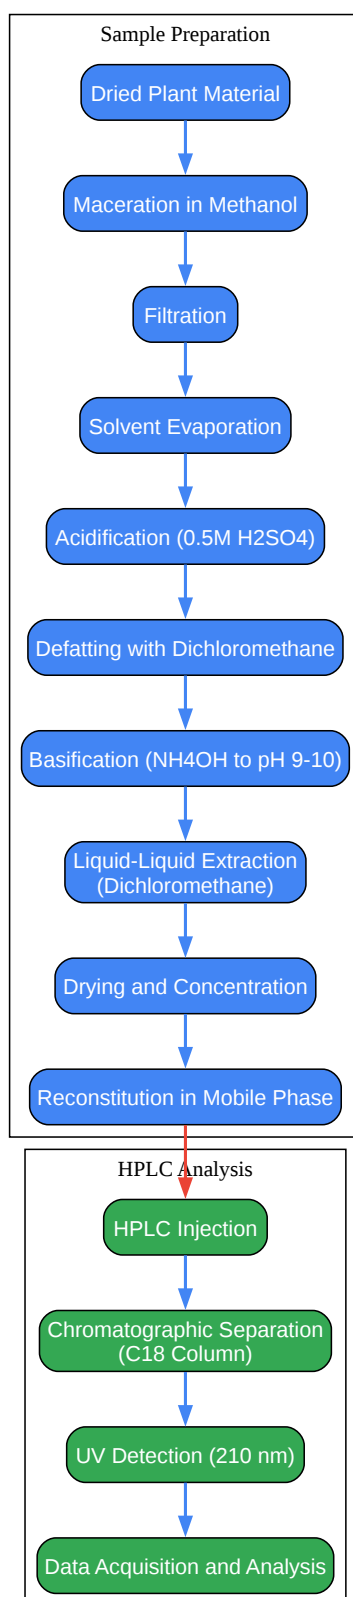 Sample Preparation
Dried Plant Material
Maceration in Methanol
Filtration
Solvent Evaporation
Acidification (0.5M H2SO4)
Defatting with Dichloromethane
Basification (NH4OH to pH 9-10)
Liquid-Liquid Extraction
(Dichloromethane)
Drying and Concentration
Reconstitution in Mobile Phase
HPLC Analysis
HPLC Injection
Chromatographic Separation
(C18 Column)
UV Detection (210 nm)
Data Acquisition and Analysis